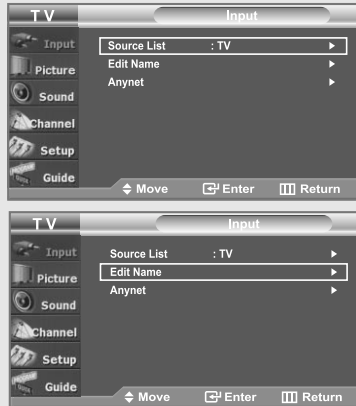 TV Input
Input
Source List : TV
Edit Name
Picture
Anynet
Sound
Channel
Setup
Guide
Move Enter Return
TV Input
Input
Source List : TV
Edit Name
Picture
Anynet
Sound
Channel
Setup
Guide
Move Enter Return